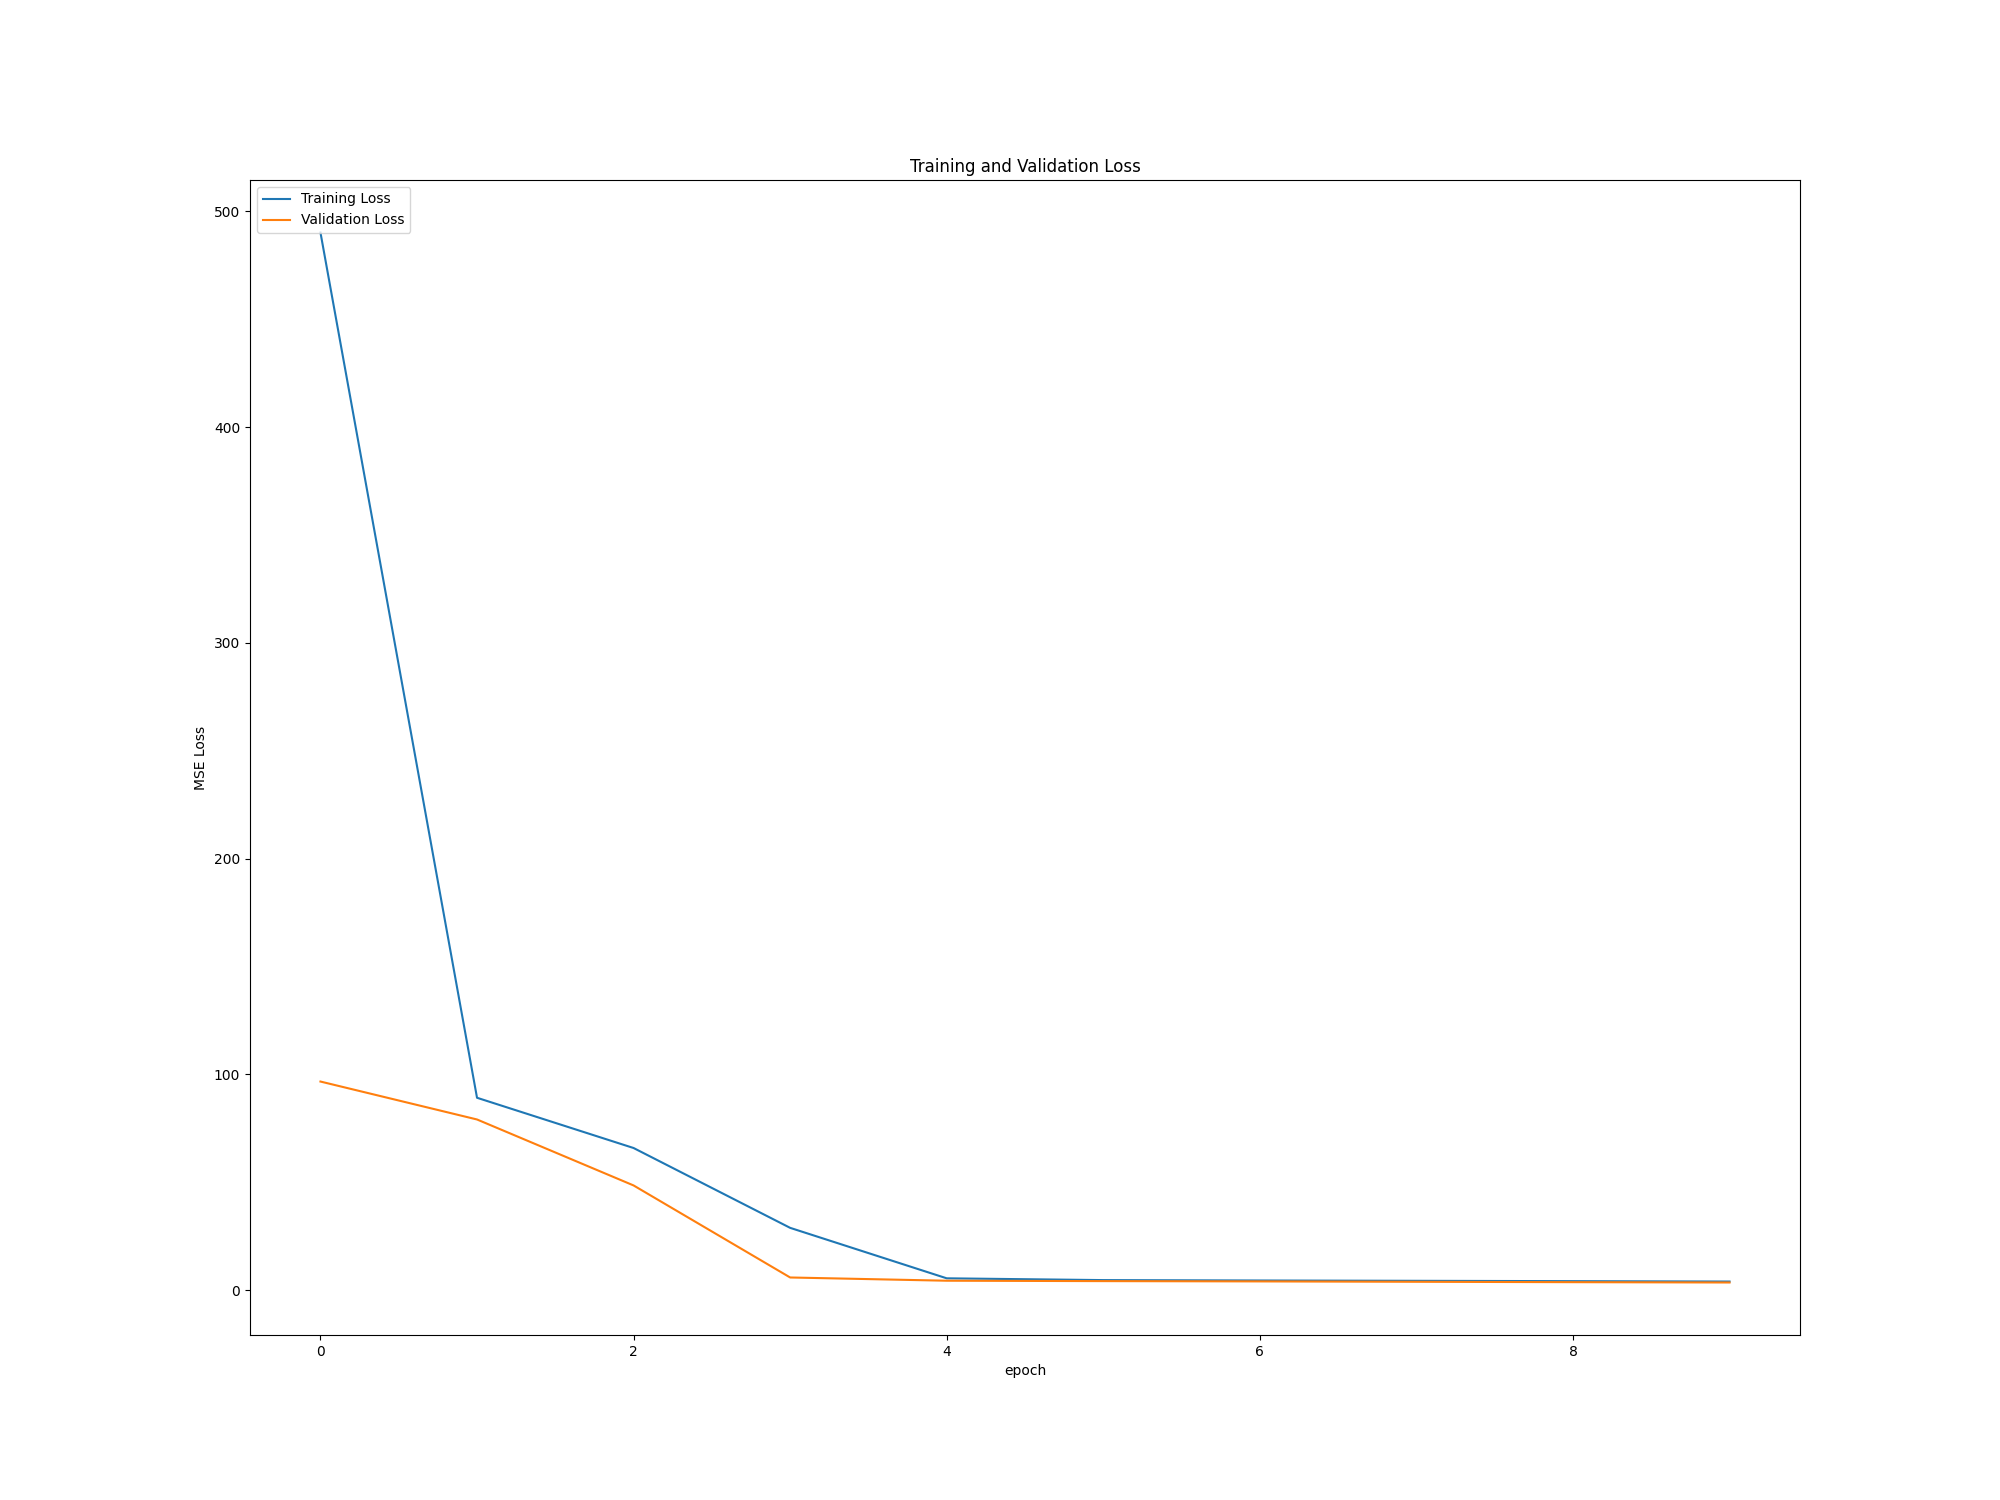 Training and Validation Loss
Training Loss
Validation Loss
500
400
300
200
100
0
MSE Loss
0 2 4 6 8
epoch